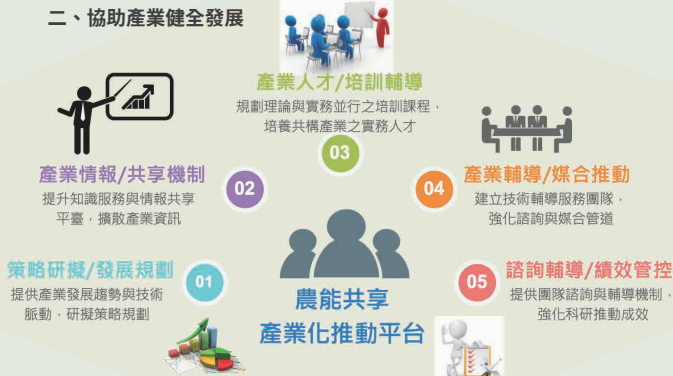 二、協助產業健全發展
產業人才/培訓輔導
規劃理論與實務並行之培訓課程，
培養共構產業之實務人才
03
產業情報/共享機制
提升知識服務與情報共享
平臺，擴散產業資訊
02
04
產業輔導/媒合推動
建立技術輔導服務團隊，
強化諮詢與媒合管道
策略研擬/發展規劃
提供產業發展趨勢與技術
脈動，研擬策略規劃
01
農能共享
產業化推動平台
05
諮詢輔導/績效管控
提供團隊諮詢與輔導機制，
強化科研推動成效